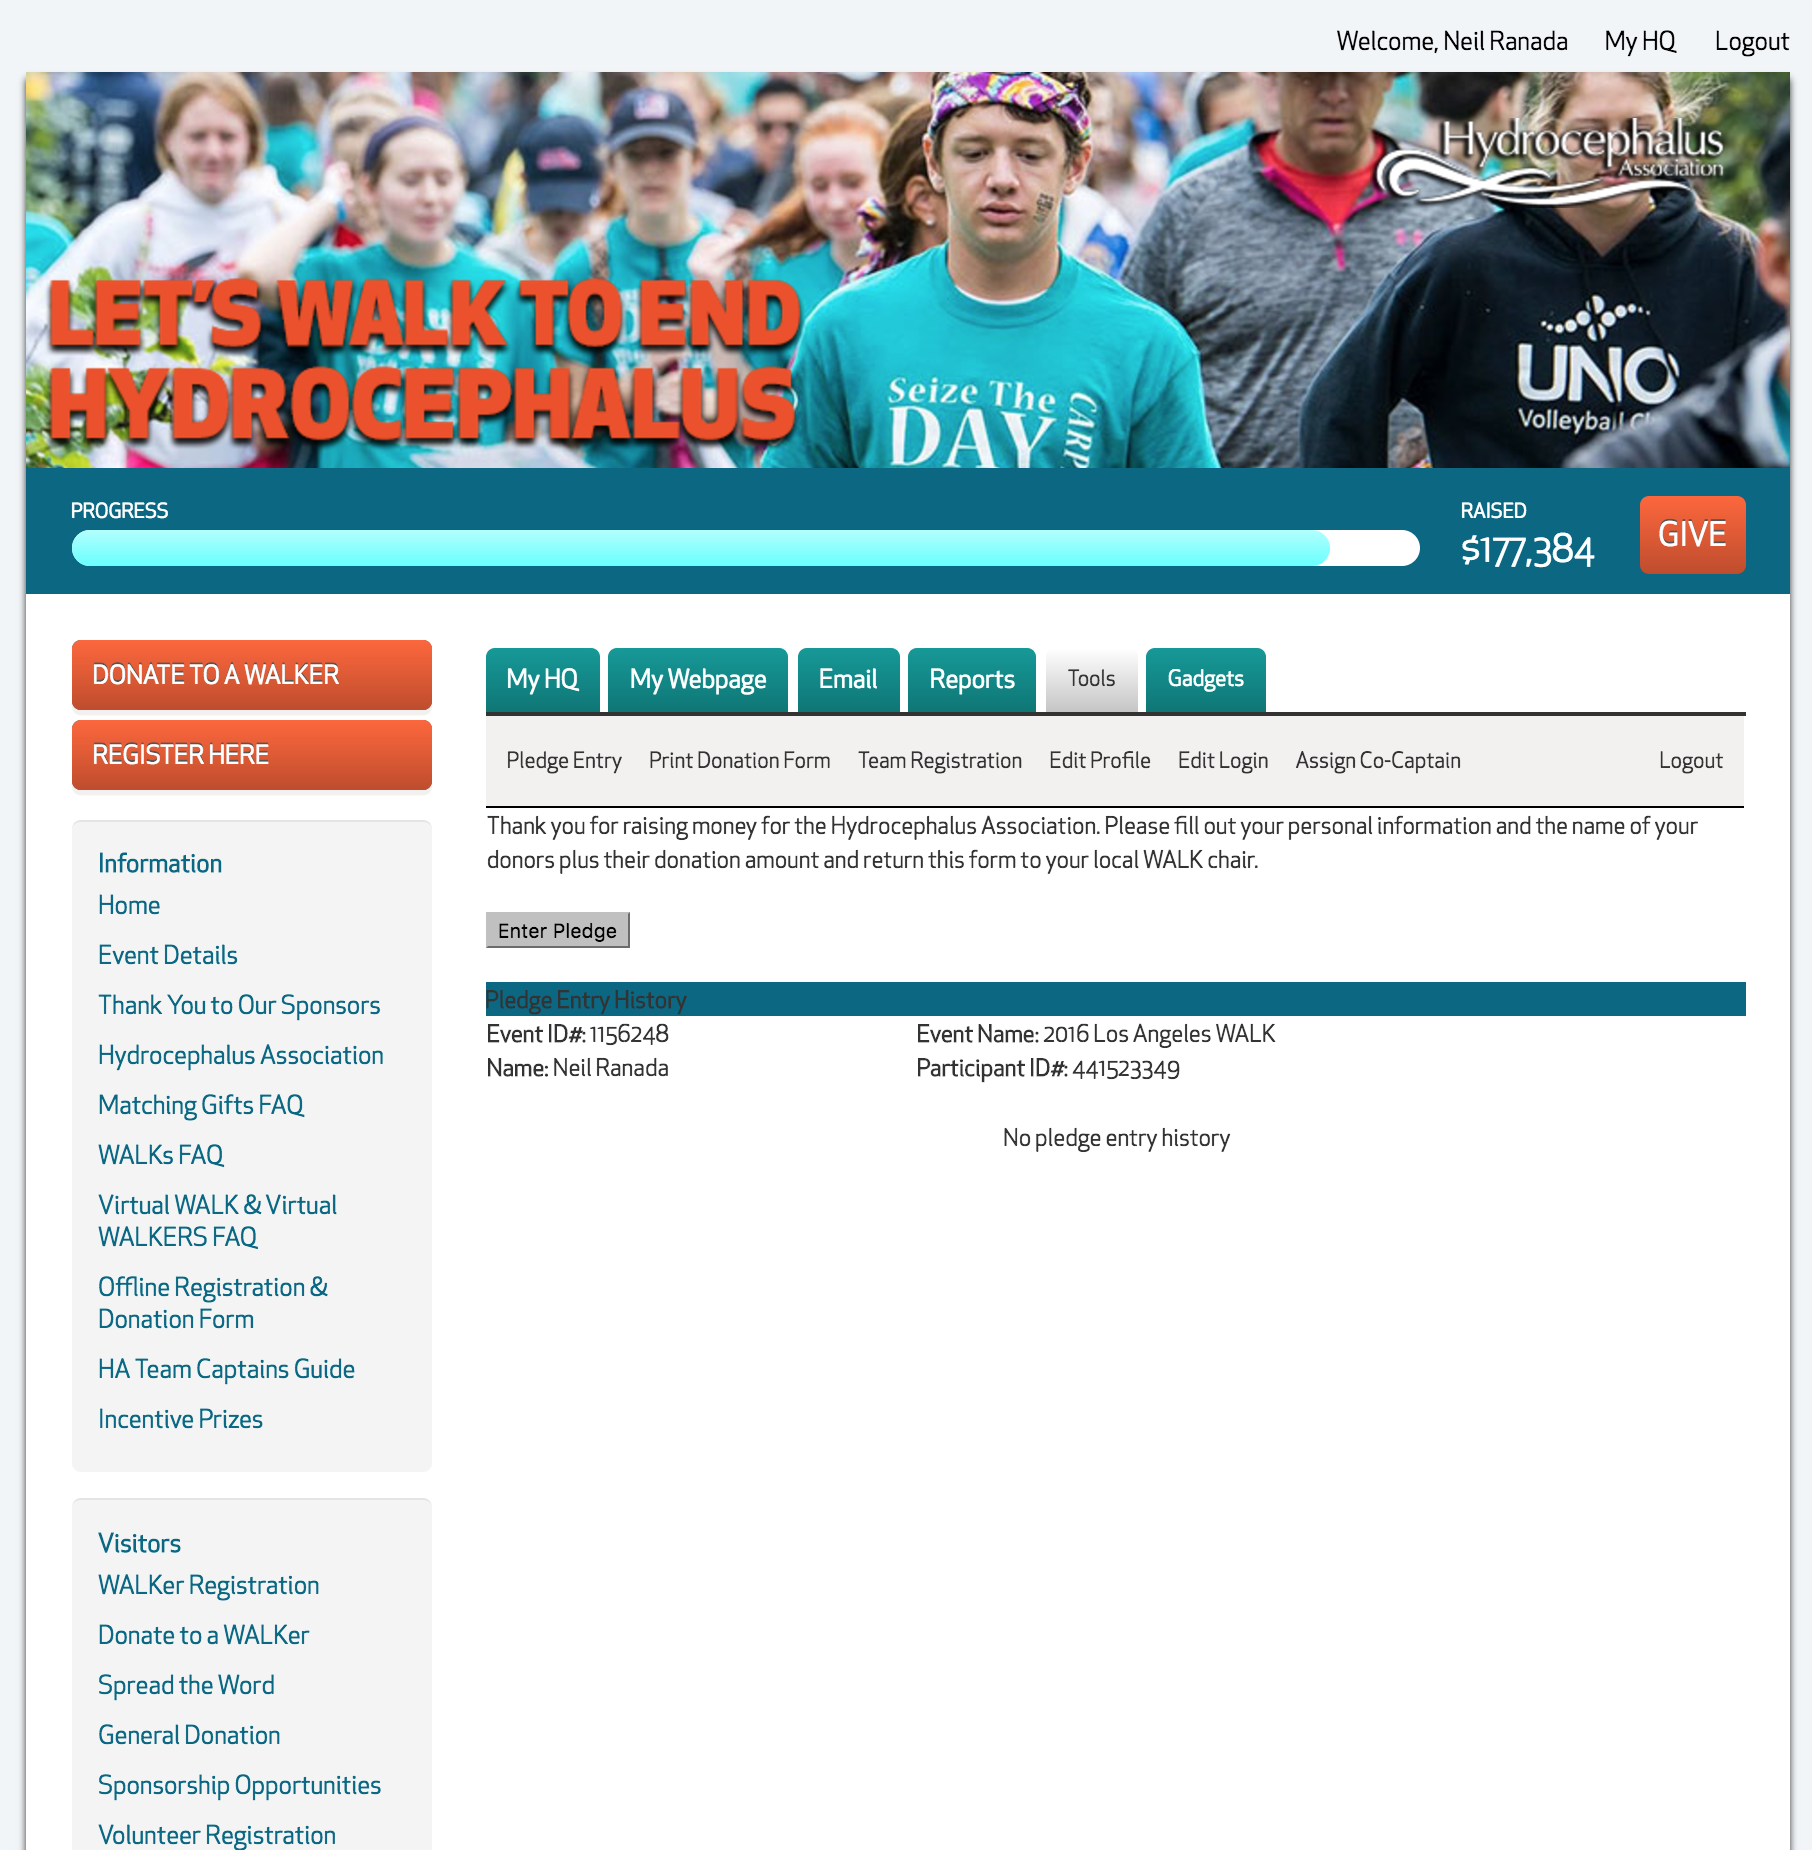 Welcome, Neil Ranada My HQ Logout
Hydrocephalus
Association
LET'S WALK TO END
HYDROCEPHALUS
Seize The
DAY
CARP
UNO
Volleyball
PROGRESS
RAISED
$177,384
GIVE
DONATE TO A WALKER
REGISTER HERE
Information
Home
Event Details
Thank You to Our Sponsors
Hydrocephalus Association
Matching Gifts FAQ
WALKs FAQ
Virtual WALK & Virtual
WALKERS FAQ
Offline Registration &
Donation Form
HA Team Captains Guide
Incentive Prizes
Visitors
WALKer Registration
Donate to a WALKer
Spread the Word
General Donation
Sponsorship Opportunities
Volunteer Registration
My HQ My Webpage Email Reports Tools Gadgets
Pledge Entry Print Donation Form Team Registration Edit Profile Edit Login Assign Co-Captain Logout
Thank you for raising money for the Hydrocephalus Association. Please fill out your personal information and the name of your
donors plus their donation amount and return this form to your local WALK chair.
Enter Pledge
Pledge Entry History
Event ID#: 1156248 Event Name: 2016 Los Angeles WALK
Name: Neil Ranada Participant ID#: 441523349
No pledge entry history